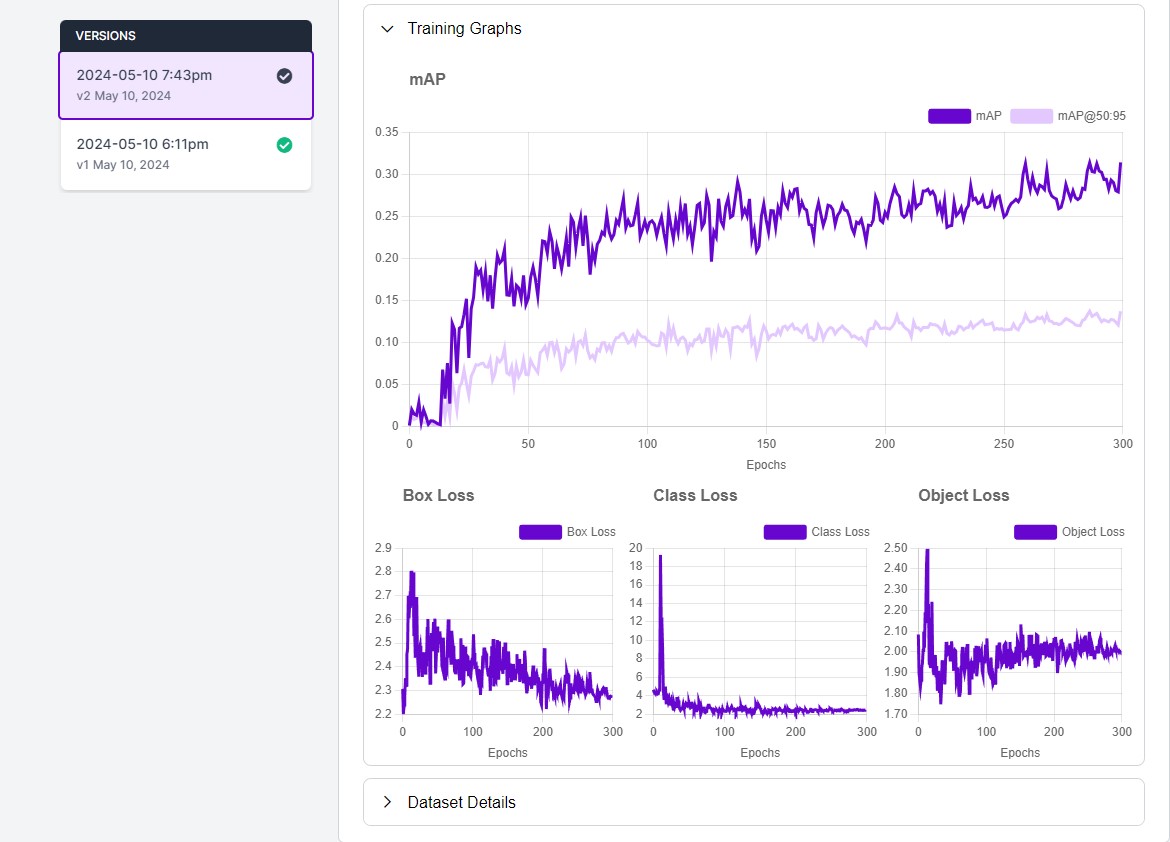 VERSIONS
2024-05-10 7:43pm
v2 May 10, 2024
2024-05-10 6:11pm
v1 May 10, 2024
Training Graphs
mAP
mAP mAP@50:95
0.35
0.30
0.25
0.20
0.15
0.10
0.05
0
0 50 100 150 200 250 300
Epochs
Box Loss
Box Loss
2.9
2.8
2.7
2.6
2.5
2.4
2.3
2.2
0 100 200 300
Epochs
Class Loss
Class Loss
20
18
16
14
12
10
8
6
4
2
0 100 200 300
Epochs
Object Loss
Object Loss
2.50
2.40
2.30
2.20
2.10
2.00
1.90
1.80
1.70
0 100 200 300
Epochs
Dataset Details